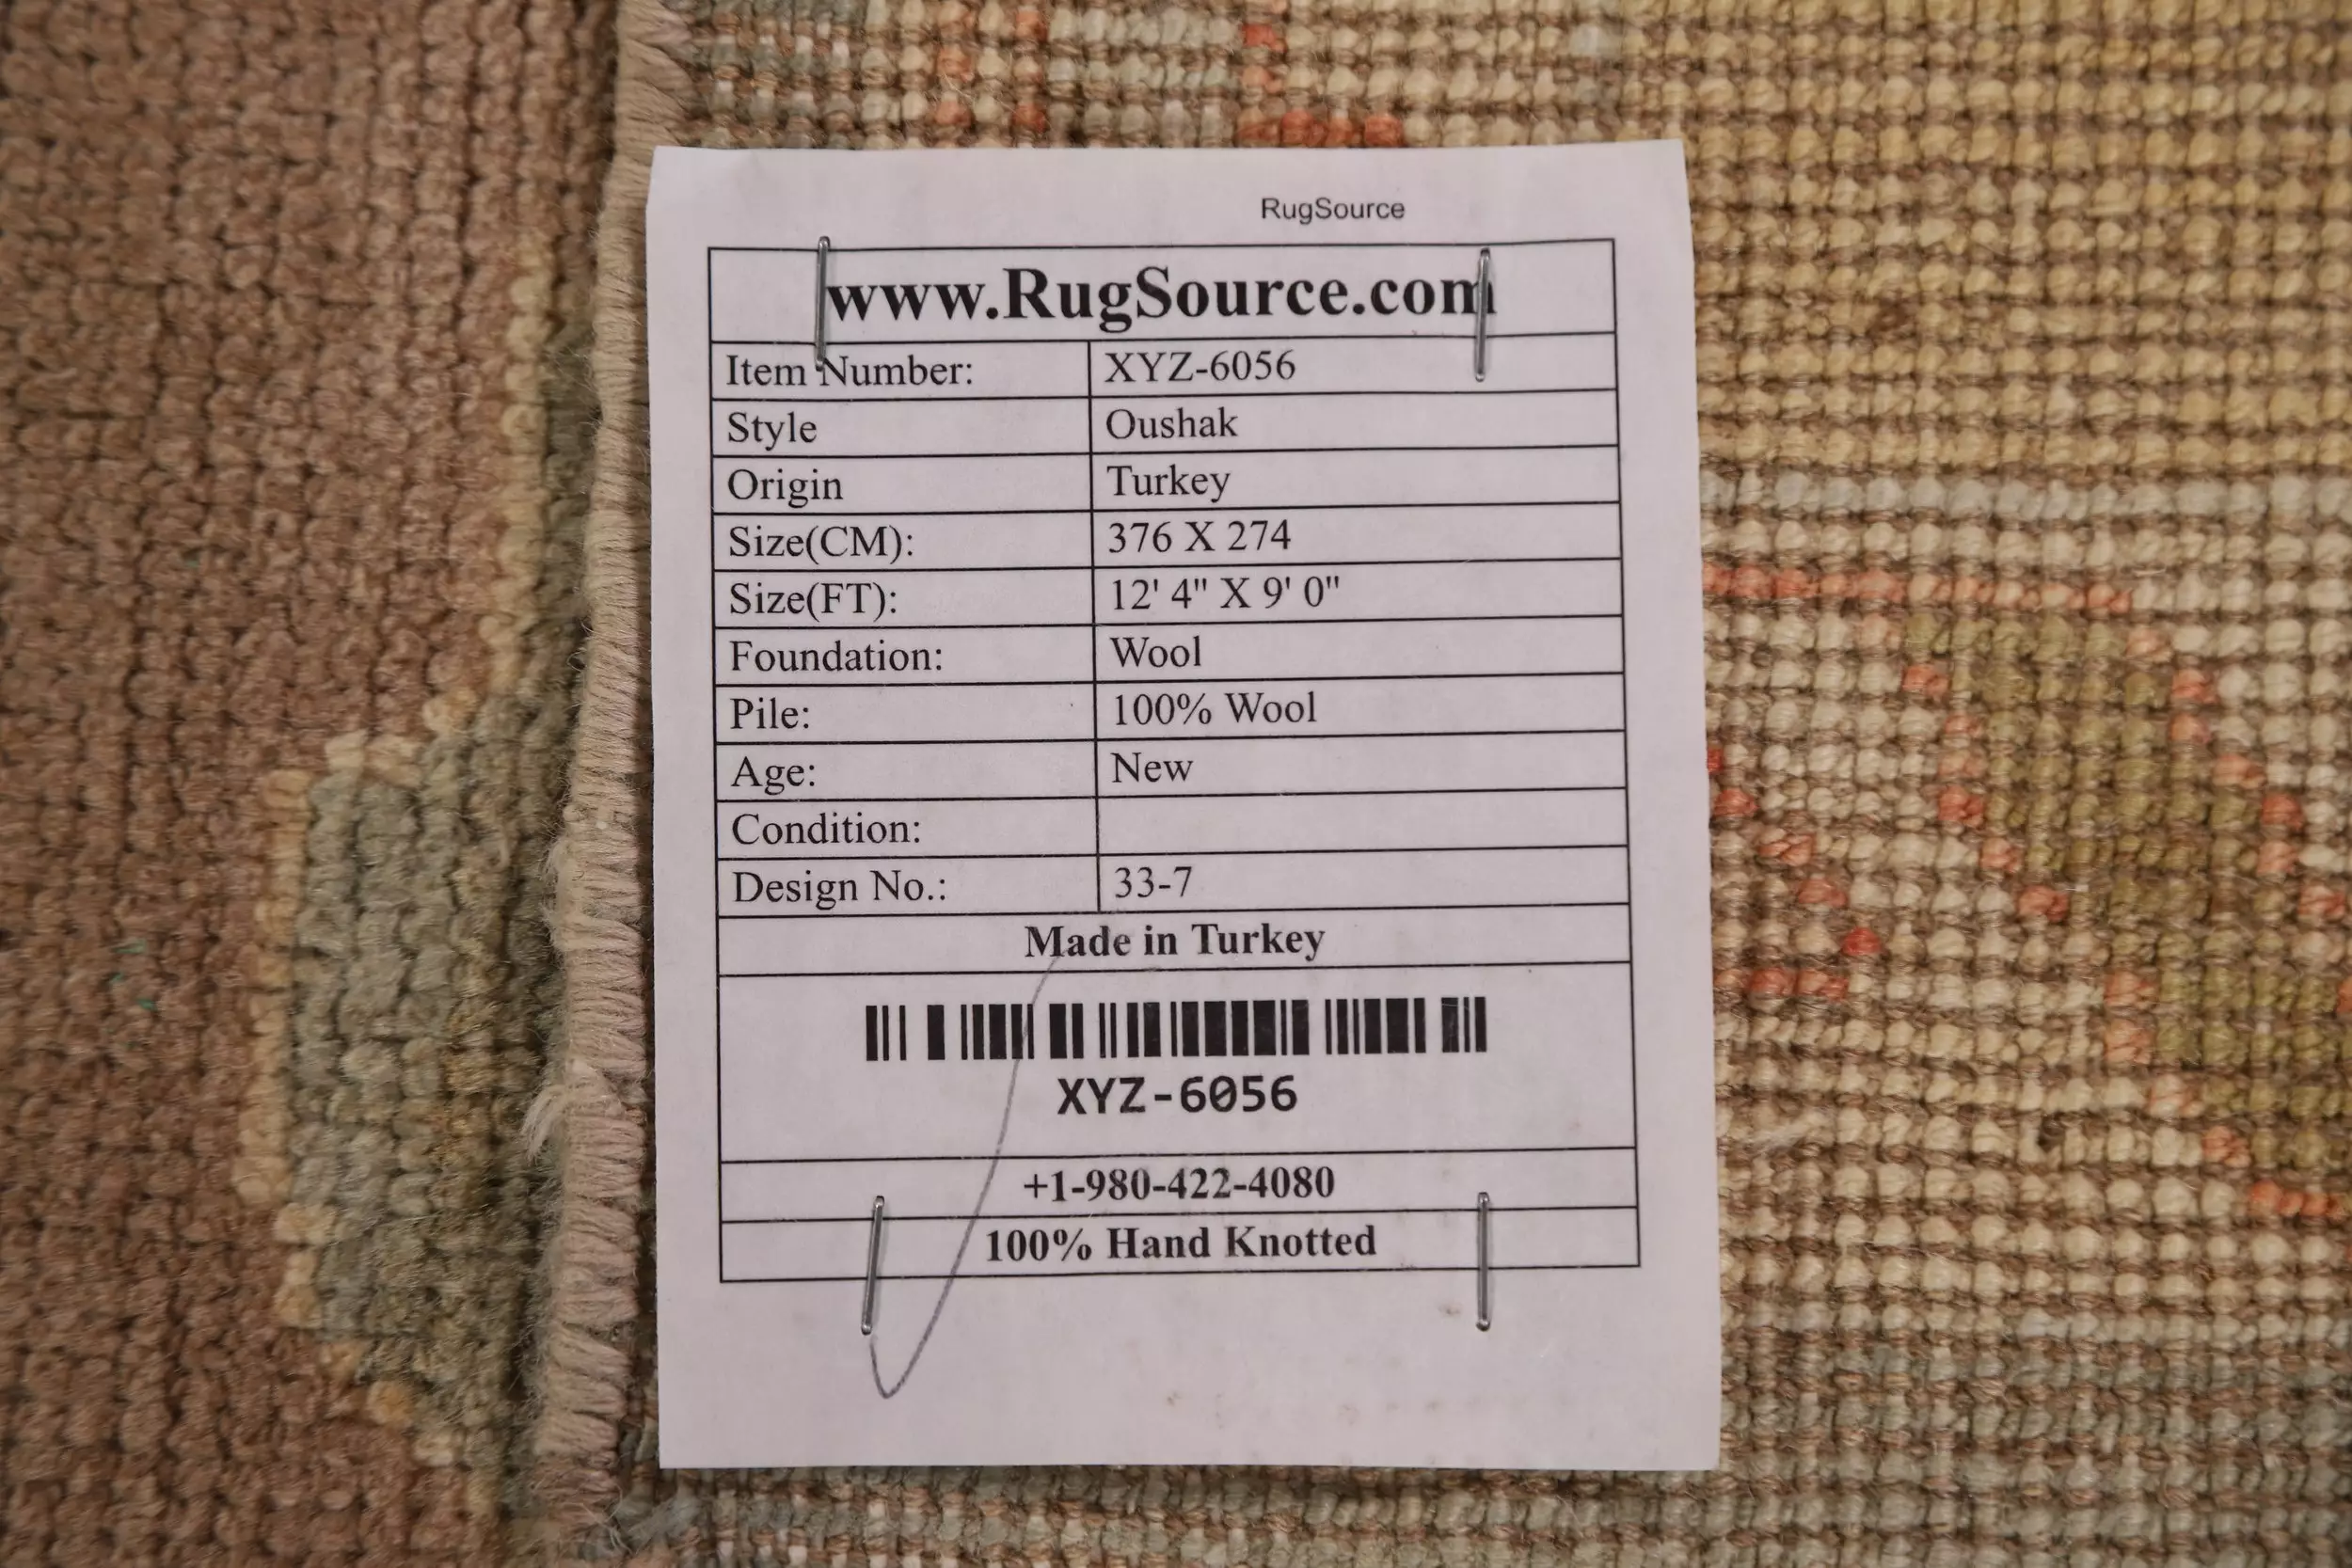 RugSource
www.RugSource.com
Item Number: XYZ-6056
Style Oushak
Origin Turkey
Size(CM): 376 X 274
Size(FT): 12' 4" X 9' 0"
Foundation: Wool
Pile: 100% Wool
Age: New
Condition:
Design No.: 33-7
Made in Turkey
XYZ-6056
+1-980-422-4080
100% Hand Knotted